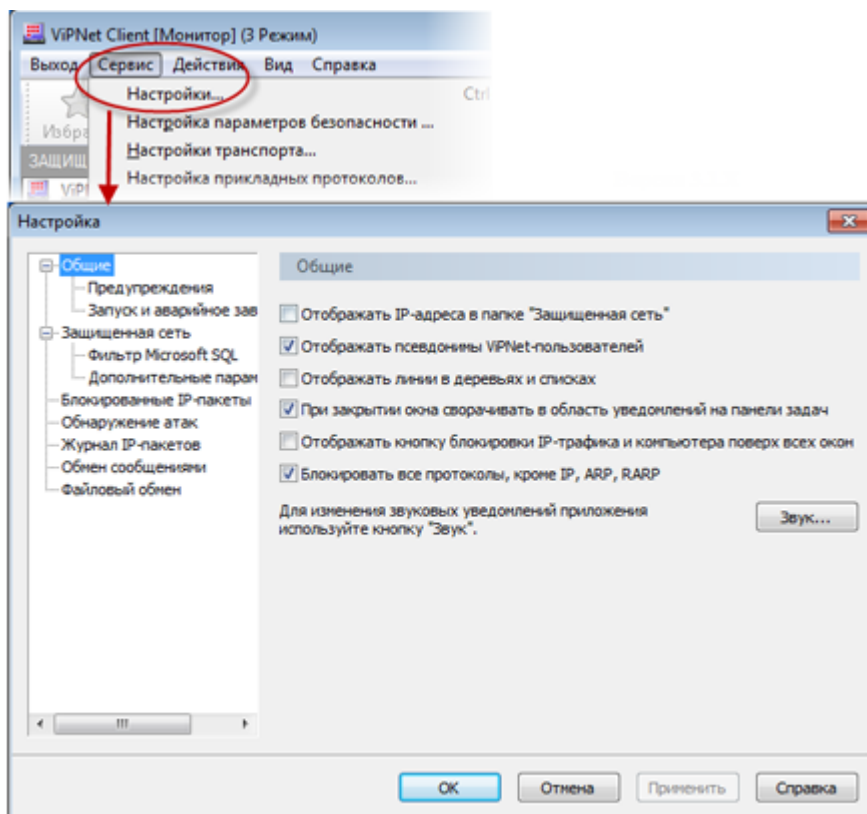 ViPNet Client [Монитор] (3 Режим)
Выход Сервис Действия Вид Справка
Настройки... Ctrl
Избра
Настройка параметров безопасности ...
ЗАЩИЩ
Настройки транспорта...
ViPN
Настройка прикладных протоколов...
Настройка
Общие
Предупреждения
Запуск и аварийное зав
Защищенная сеть
Фильтр Microsoft SQL
Дополнительные парам
Блокированные IP-пакеты
Обнаружение атак
Журнал IP-пакетов
Обмен сообщениями
Файловый обмен
Общие
Отображать IP-адреса в папке "Защищенная сеть"
Отображать псевдонимы ViPNet-пользователей
Отображать линии в деревьях и списках
При закрытии окна сворачивать в область уведомлений на панели задач
Отображать кнопку блокировки IP-трафика и компьютера поверх всех окон
Блокировать все протоколы, кроме IP, ARP, RARP
Для изменения звуковых уведомлений приложения
используйте кнопку "Звук".
Звук...
OK Отмена Применить Справка